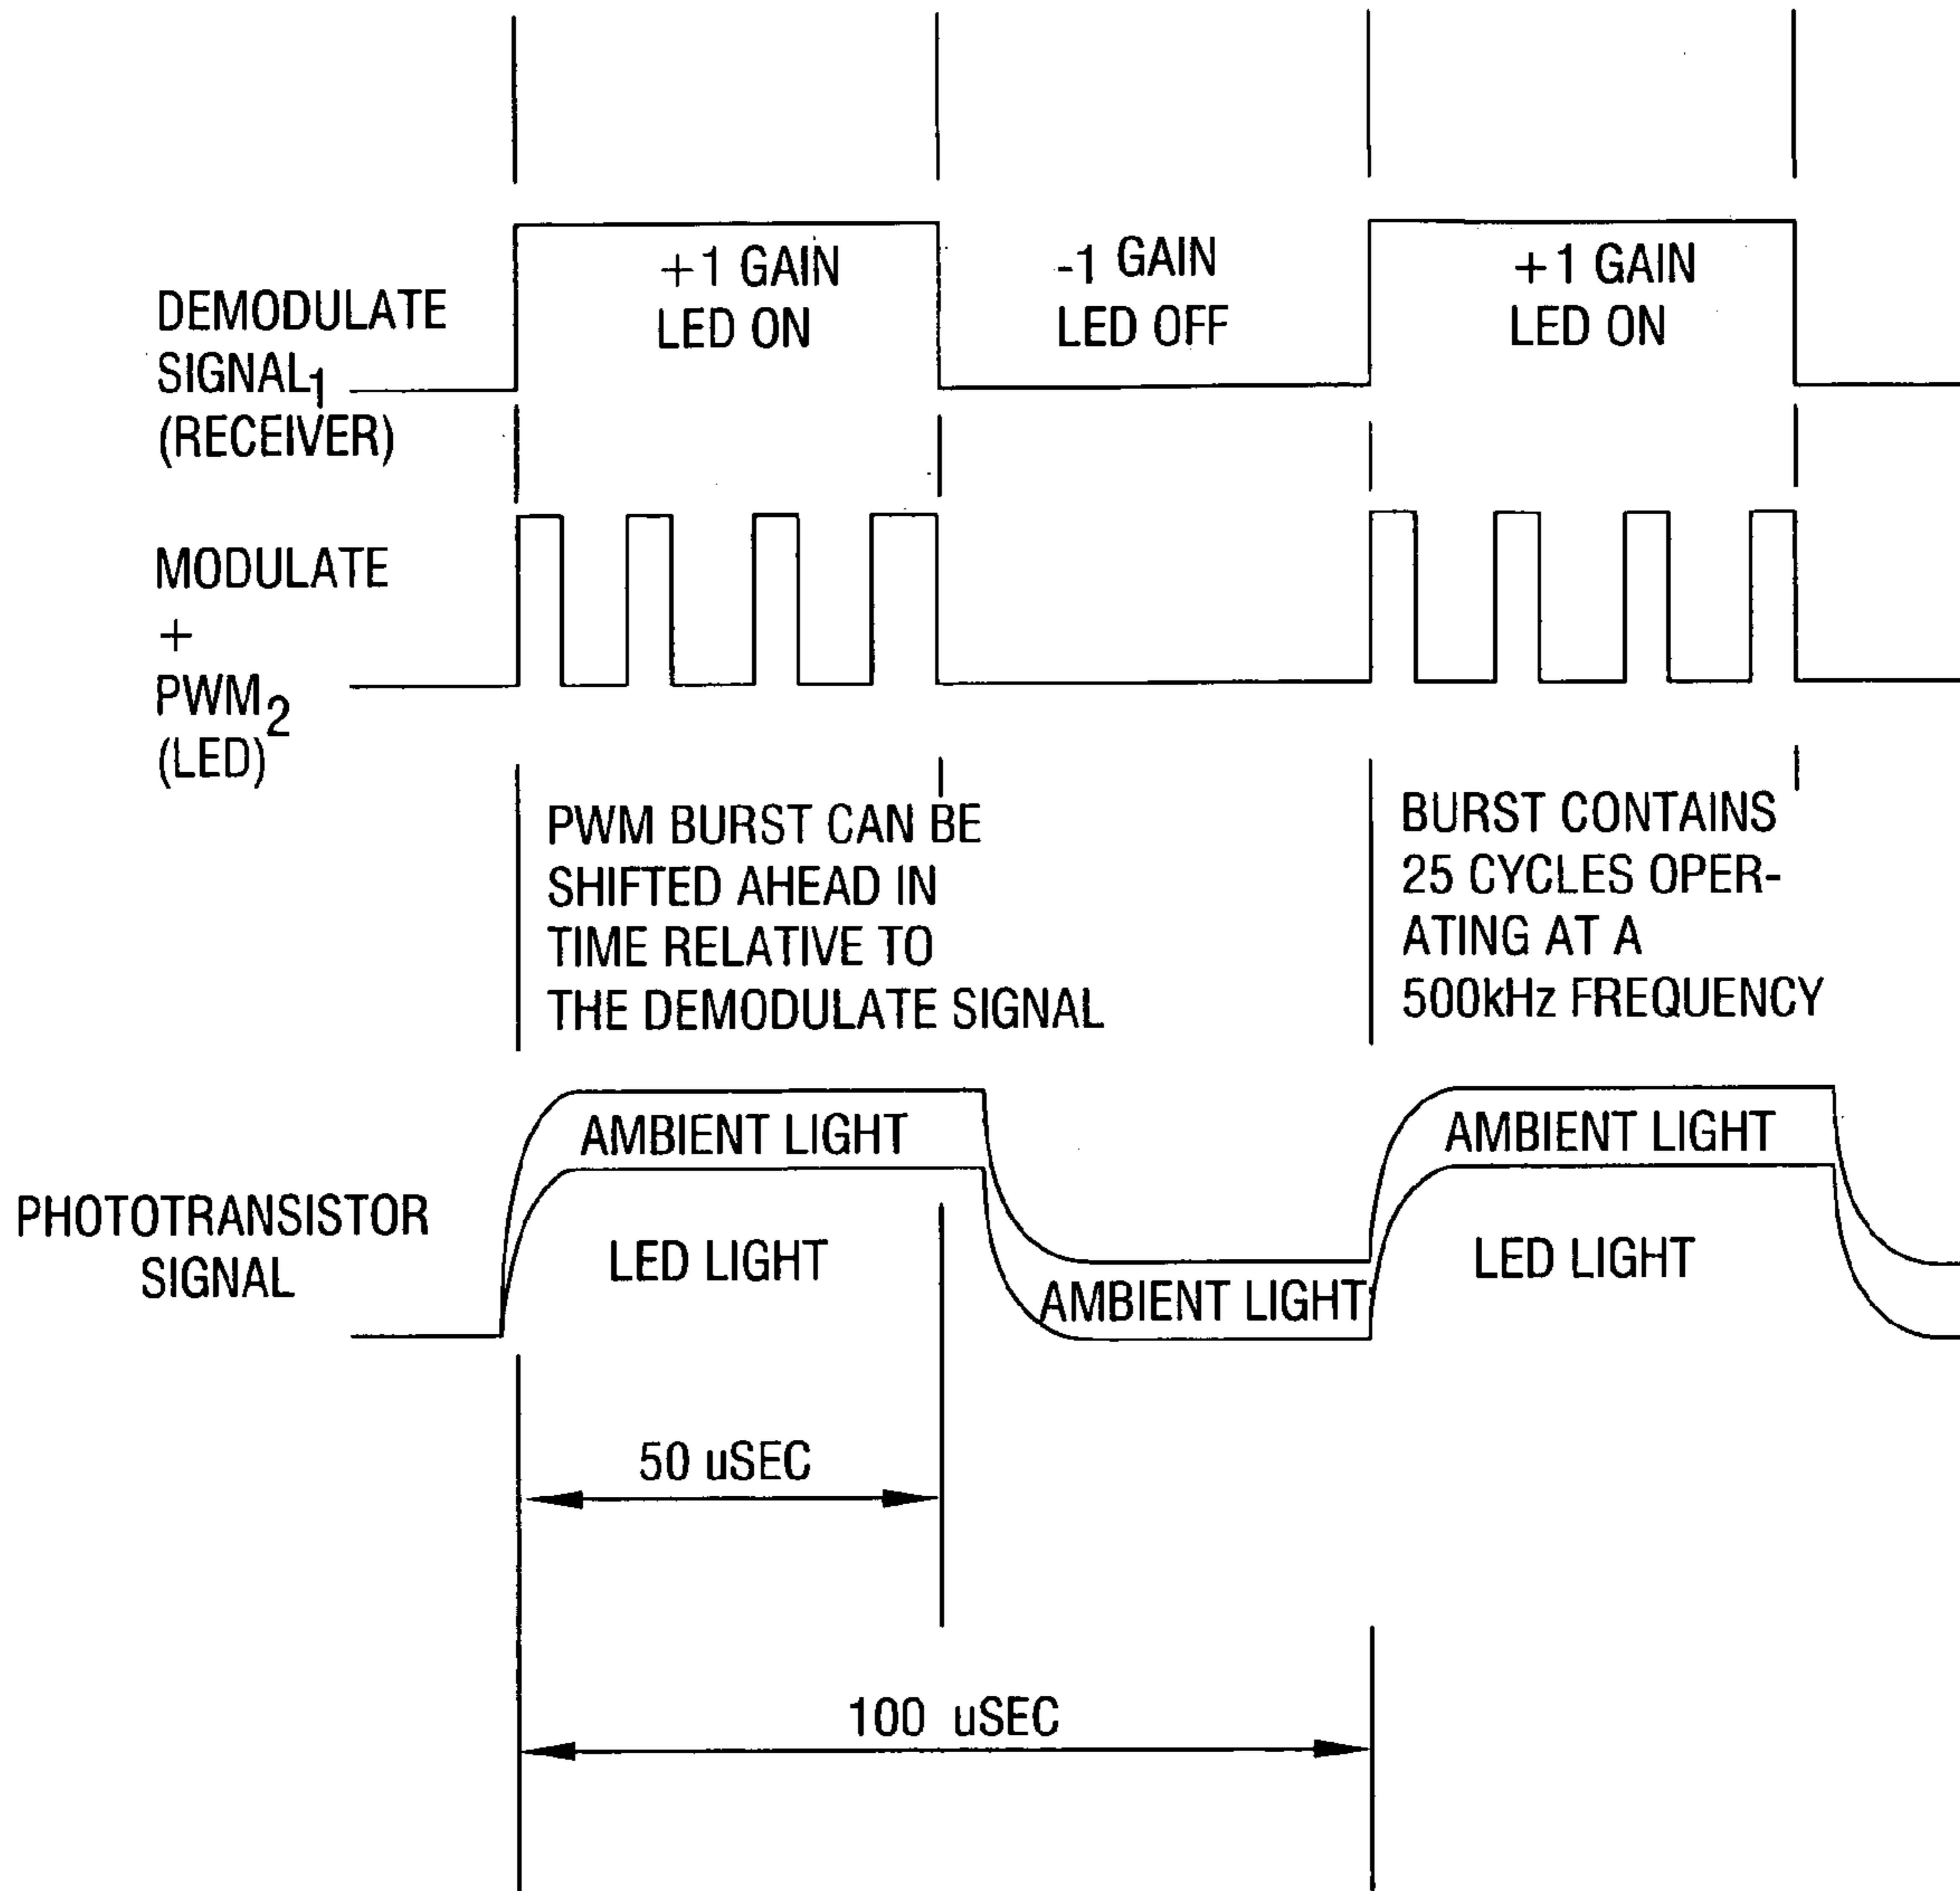 +1 GAIN
LED ON
-1 GAIN
LED OFF
+1 GAIN
LED ON
DEMODULATE
SIGNAL1
(RECEIVER)
MODULATE
+
PWM2
(LED)
PWM BURST CAN BE
SHIFTED AHEAD IN
TIME RELATIVE TO
THE DEMODULATE SIGNAL
BURST CONTAINS
25 CYCLES OPER-
ATING AT A
500kHz FREQUENCY
AMBIENT LIGHT
AMBIENT LIGHT
PHOTOTRANSISTOR
SIGNAL
LED LIGHT
AMBIENT LIGHT
LED LIGHT
50 uSEC
100 uSEC